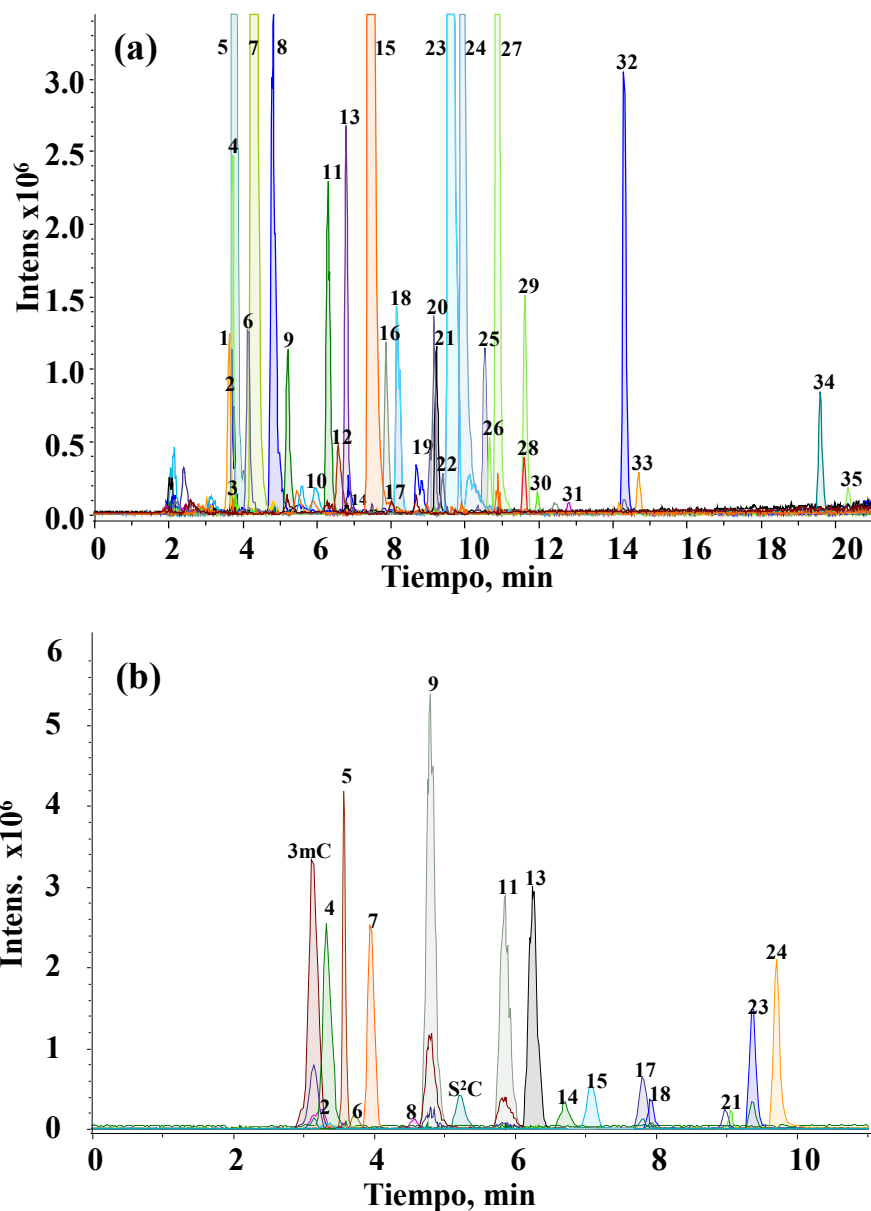 (a)
5 7 8 15 23 24 27
32
3.0
13
4
2.5
11
2.0
Intens x10⁶
29
18
20
1.5
1 6
9 16 21 25
1.0
2
34
26
12
0.5
19 22 28
33
3 10 14 17 30 31 35
0.0
0 2 4 6 8 10 12 14 16 18 20
Tiempo, min
6
(b)
9
5
5
4
3mC
11 13
3
4 7
Intens. x10⁶
24
2
23
1
S²C
15 17
2 6 8 14 18 21
0
0 2 4 6 8 10
Tiempo, min